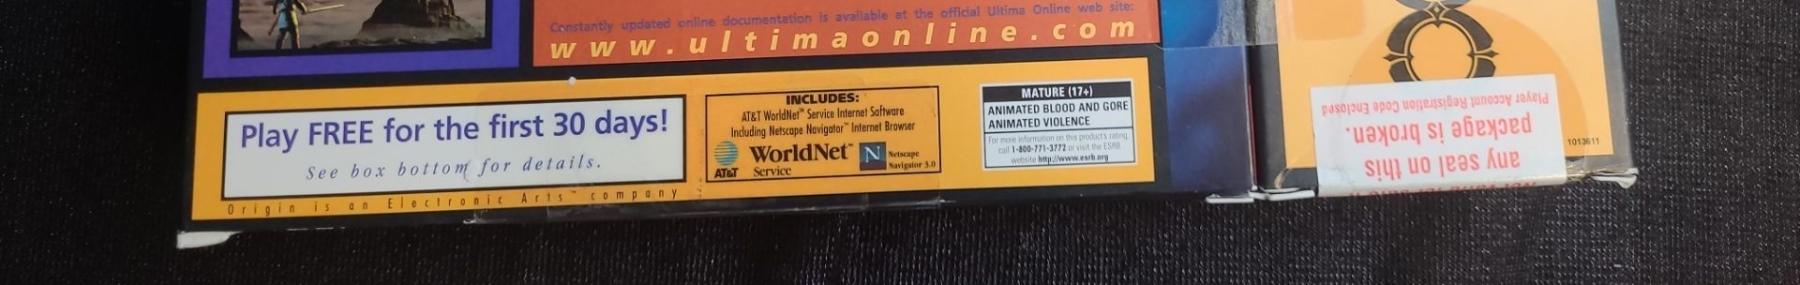 Constantly updated online documentation is available at the official Ultima Online web site:
www.ultimaonline.com
Play FREE for the first 30 days!
See box bottom for details.
Origin is an Electronic Arts™ company
INCLUDES:
AT&T WorldNet℠ Service Internet Software
Including Netscape Navigator™ Internet Browser
AT&T
WorldNet℠
Service
N
Netscape
Navigator 3.0
MATURE (17+)
ANIMATED BLOOD AND GORE
ANIMATED VIOLENCE
For more information on this product's rating,
call 1-800-771-3772 or visit the ESRB
website http://www.esrb.org
any seal on this
package is broken.
Player Account Registration Code Enclosed
1013611